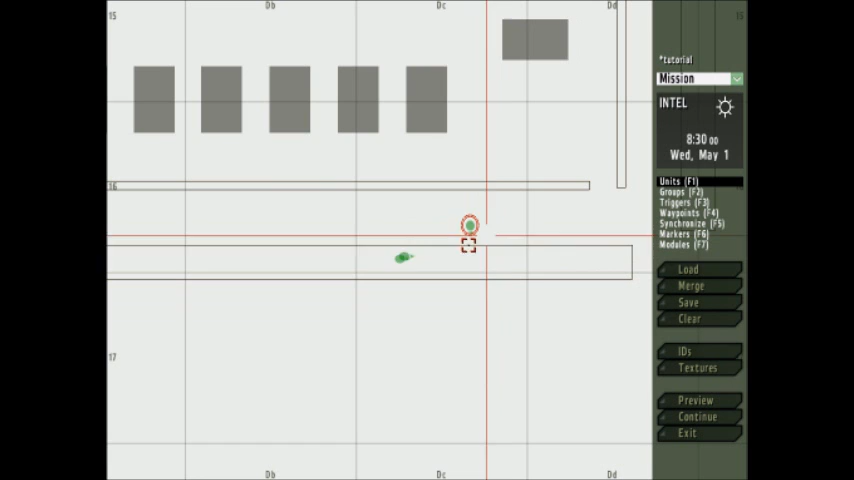 Db Dc Dd
15 15
*tutorial
Mission
INTEL
8:30 00
Wed, May 1
16
Units (F1)
Groups (F2)
Triggers (F3)
Waypoints (F4)
Synchronize (F5)
Markers (F6)
Modules (F7)
Load
Merge
Save
Clear
17
IDs
Textures
Preview
Continue
Exit
Db Dc Dd